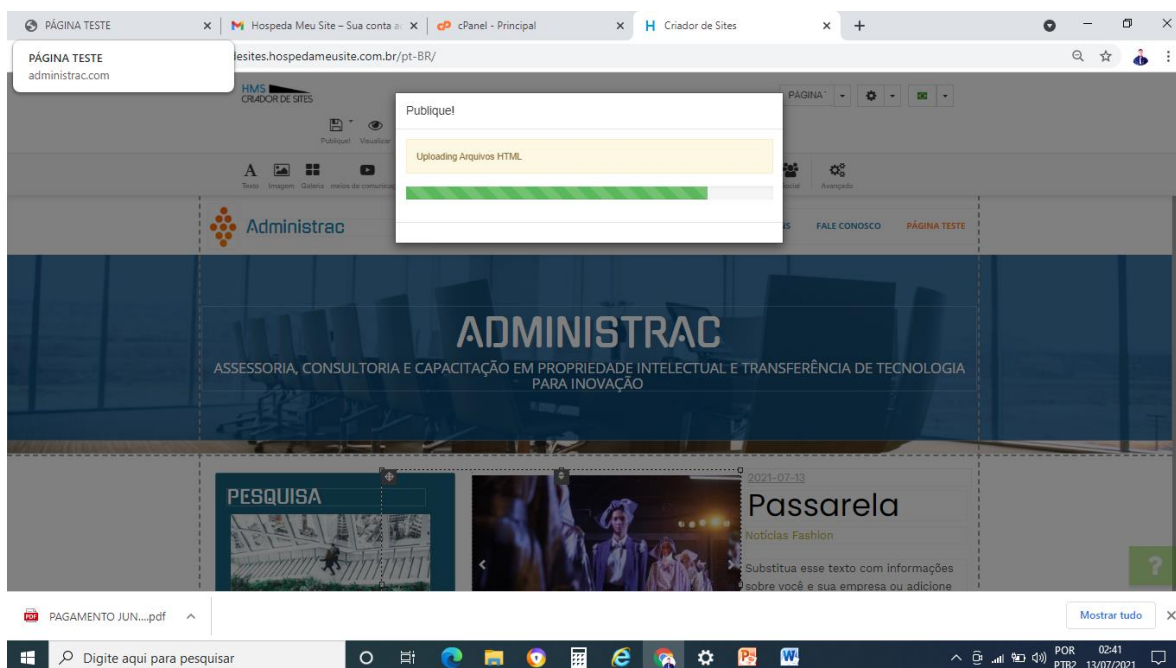 PÁGINA TESTE
Hospeda Meu Site – Sua conta a
cPanel - Principal
Criador de Sites
PÁGINA TESTE
administrac.com
desites.hospedameusite.com.br/pt-BR/
HMS
CRIADOR DE SITES
PÁGINA
Publique! Visualizar
Publique!
Uploading Arquivos HTML
Texto Imagem Galeria meios de comunicaç
Social Avançado
Administrac
FALE CONOSCO PÁGINA TESTE
ADMINISTRAC
ASSESSORIA, CONSULTORIA E CAPACITAÇÃO EM PROPRIEDADE INTELECTUAL E TRANSFERÊNCIA DE TECNOLOGIA
PARA INOVAÇÃO
PESQUISA
2021-07-13
Passarela
Notícias Fashion
Substitua esse texto com informações
sobre você e sua empresa ou adicione
?
PAGAMENTO JUN....pdf
Mostrar tudo
Digite aqui para pesquisar
POR 02:41
PTB2 13/07/2021